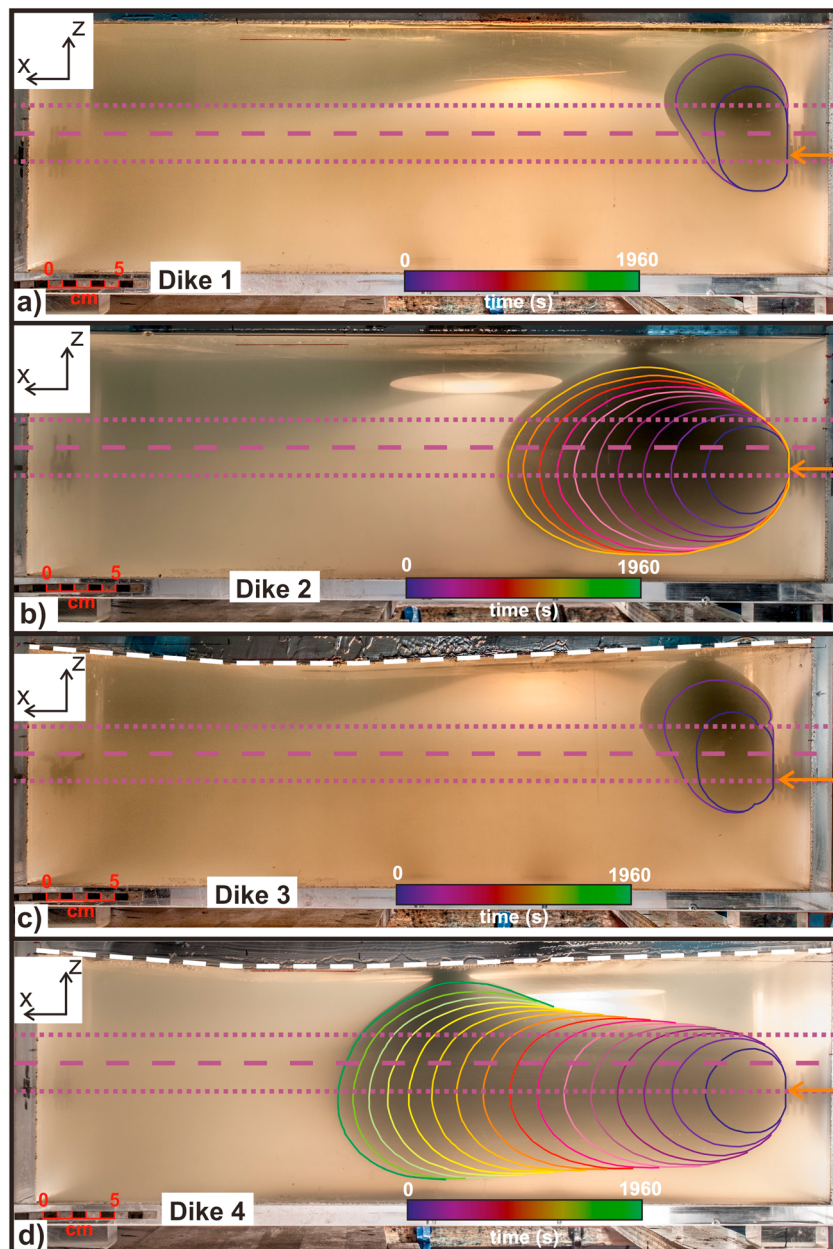 z
x
0 5
cm
Dike 1
0 1960
time (s)
a)
z
x
0 5
cm
Dike 2
0 1960
time (s)
b)
z
x
0 5
cm
Dike 3
0 1960
time (s)
c)
z
x
0 5
cm
Dike 4
0 1960
time (s)
d)